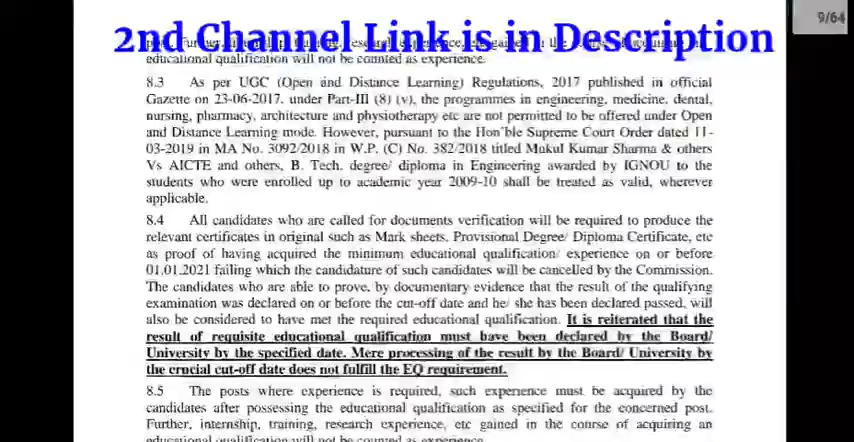 9/64
2nd Channel Link is in Description
educational qualification will not be counted as experience.
8.3 As per UGC (Open and Distance Learning) Regulations, 2017 published in official
Gazette on 23-06-2017, under Part-III (8) (v), the programmes in engineering, medicine, dental,
nursing, pharmacy, architecture and physiotherapy etc are not permitted to be offered under Open
and Distance Learning mode. However, pursuant to the Hon'ble Supreme Court Order dated 11-
03-2019 in MA No. 3092/2018 in W.P. (C) No. 382/2018 titled Mukul Kumar Sharma & others
Vs AICTE and others, B. Tech. degree/ diploma in Engineering awarded by IGNOU to the
students who were enrolled up to academic year 2009-10 shall be treated as valid, wherever
applicable.
8.4 All candidates who are called for documents verification will be required to produce the
relevant certificates in original such as Mark sheets, Provisional Degree/ Diploma Certificate, etc
as proof of having acquired the minimum educational qualification/ experience on or before
01.01.2021 failing which the candidature of such candidates will be cancelled by the Commission.
The candidates who are able to prove, by documentary evidence that the result of the qualifying
examination was declared on or before the cut-off date and he/ she has been declared passed, will
also be considered to have met the required educational qualification. It is reiterated that the
result of requisite educational qualification must have been declared by the Board/
University by the specified date. Mere processing of the result by the Board/ University by
the crucial cut-off date does not fulfill the EQ requirement.
8.5 The posts where experience is required, such experience must be acquired by the
candidates after possessing the educational qualification as specified for the concerned post.
Further, internship, training, research experience, etc gained in the course of acquiring an
educational qualification will not be counted as experience.